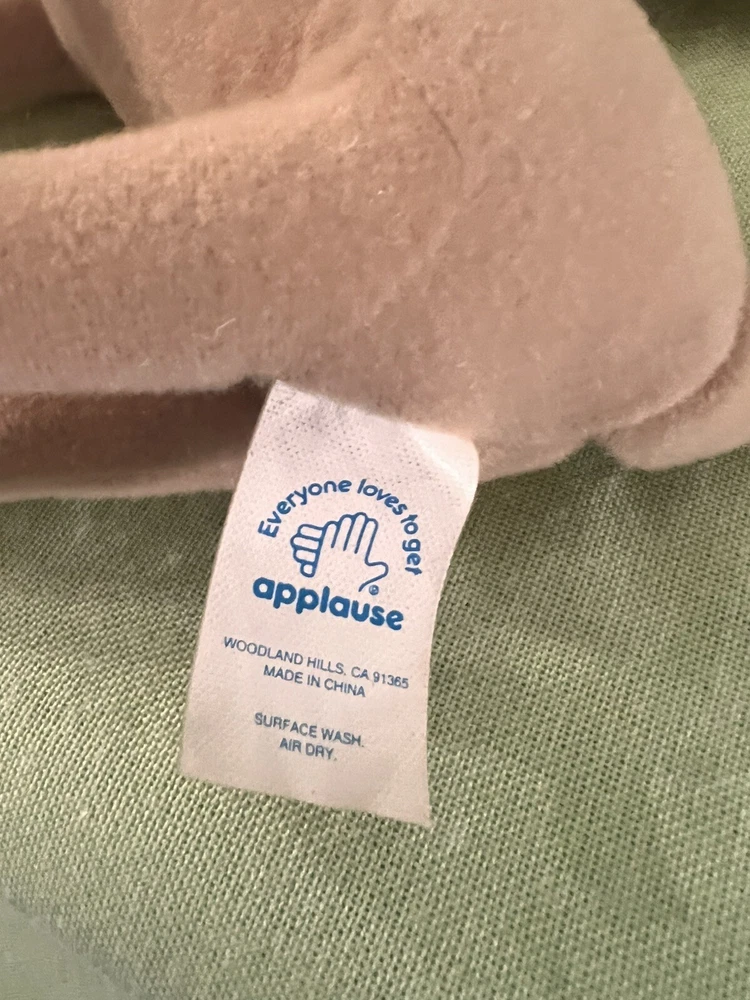 Everyone loves to get
applause
WOODLAND HILLS, CA 91365
MADE IN CHINA
SURFACE WASH.
AIR DRY.